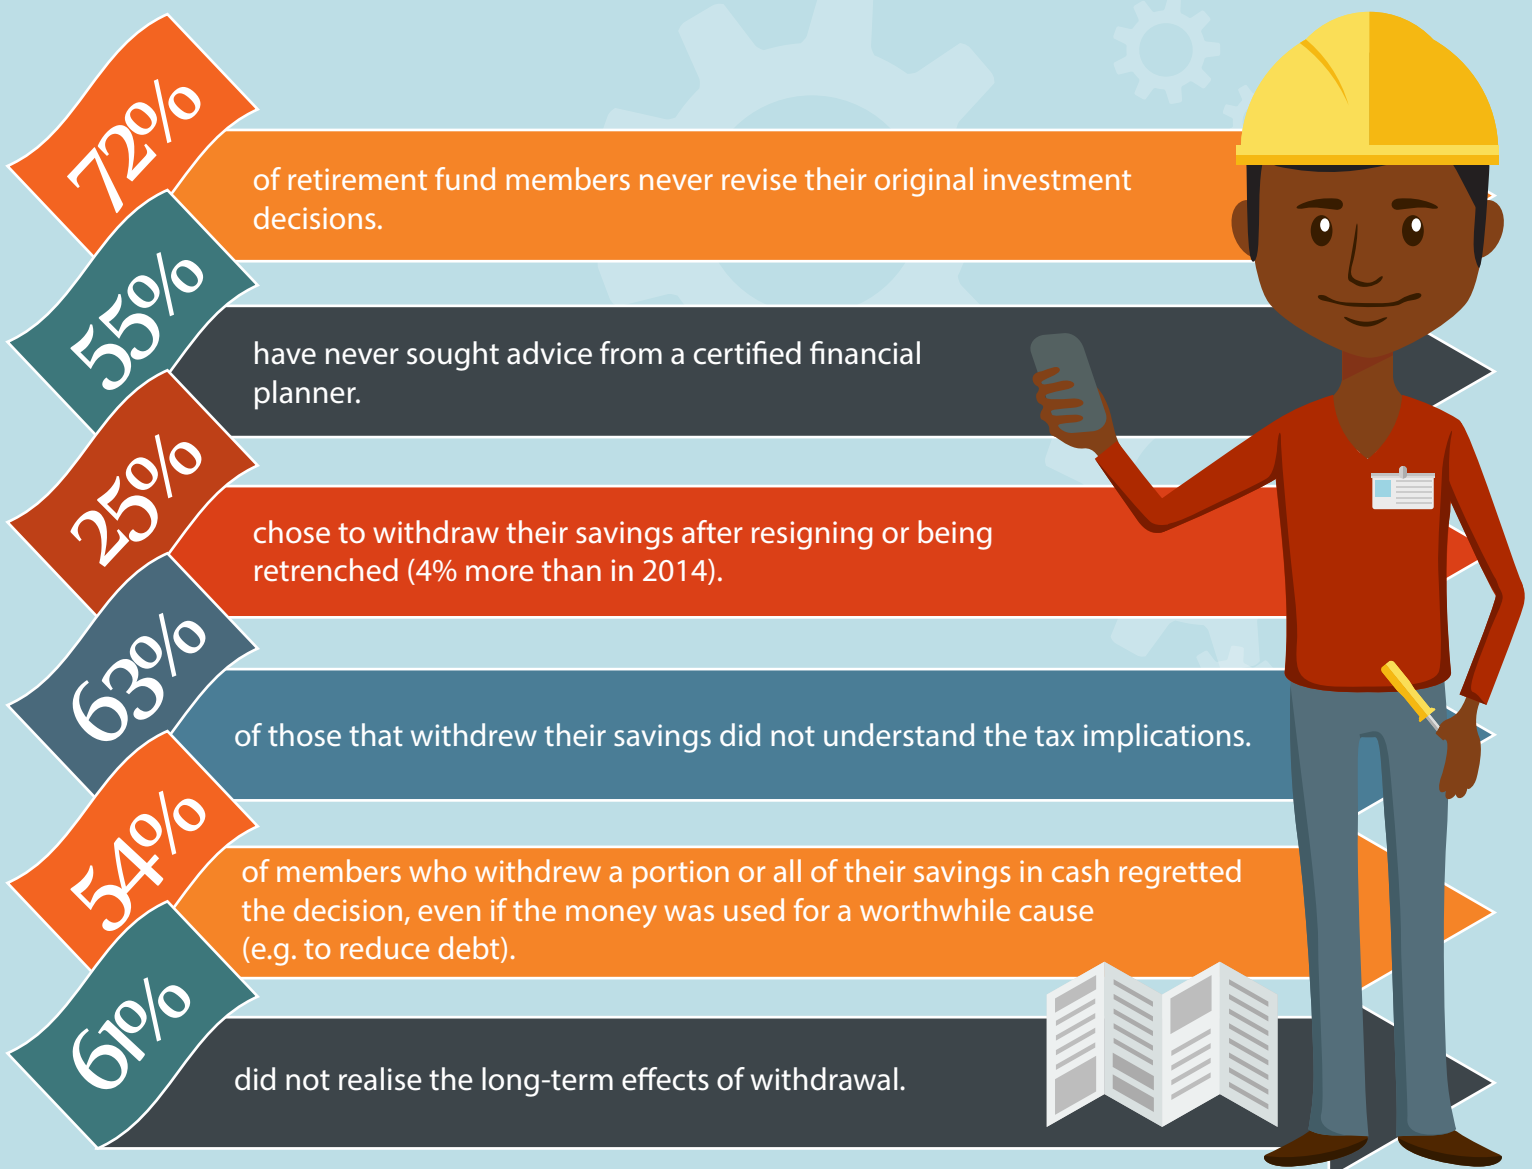 72%
of retirement fund members never revise their original investment
decisions.
55%
have never sought advice from a certified financial
planner.
25%
chose to withdraw their savings after resigning or being
retrenched (4% more than in 2014).
63%
of those that withdrew their savings did not understand the tax implications.
54%
of members who withdrew a portion or all of their savings in cash regretted
the decision, even if the money was used for a worthwhile cause
(e.g. to reduce debt).
61%
did not realise the long-term effects of withdrawal.